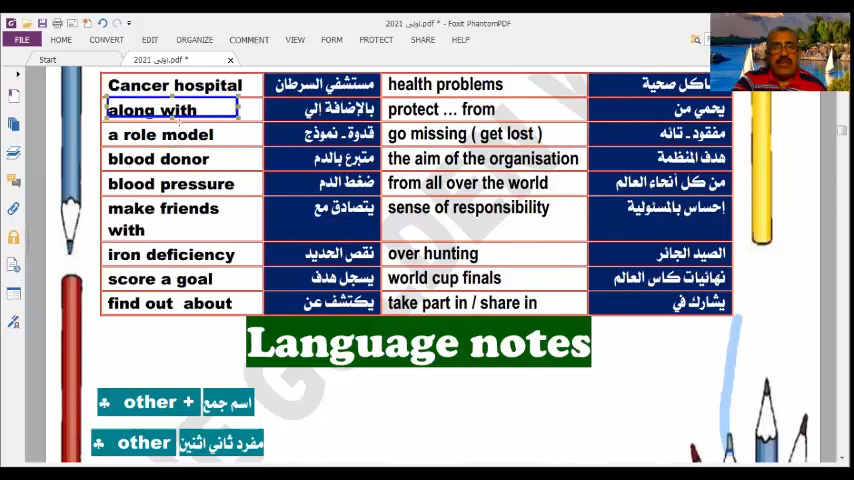 2021 اولى.pdf * - Foxit PhantomPDF
FILE HOME CONVERT EDIT ORGANIZE COMMENT VIEW FORM PROTECT SHARE HELP
Start 2021 اولى.pdf *
Cancer hospital مستشفي السرطان health problems مشاكل صحية
along with بالإضافة إلي protect ... from يحمي من
a role model قدوة - نموذج go missing ( get lost ) مفقود - تائه
blood donor متبرع بالدم the aim of the organisation هدف المنظمة
blood pressure ضغط الدم from all over the world من كل أنحاء العالم
make friends with يتصادق مع sense of responsibility إحساس بالمسئولية
iron deficiency نقص الحديد over hunting الصيد الجائر
score a goal يسجل هدف world cup finals نهائيات كاس العالم
find out about يكتشف عن take part in / share in يشارك في
Language notes
♣ other + اسم جمع
♣ other مفرد ثاني اثنين